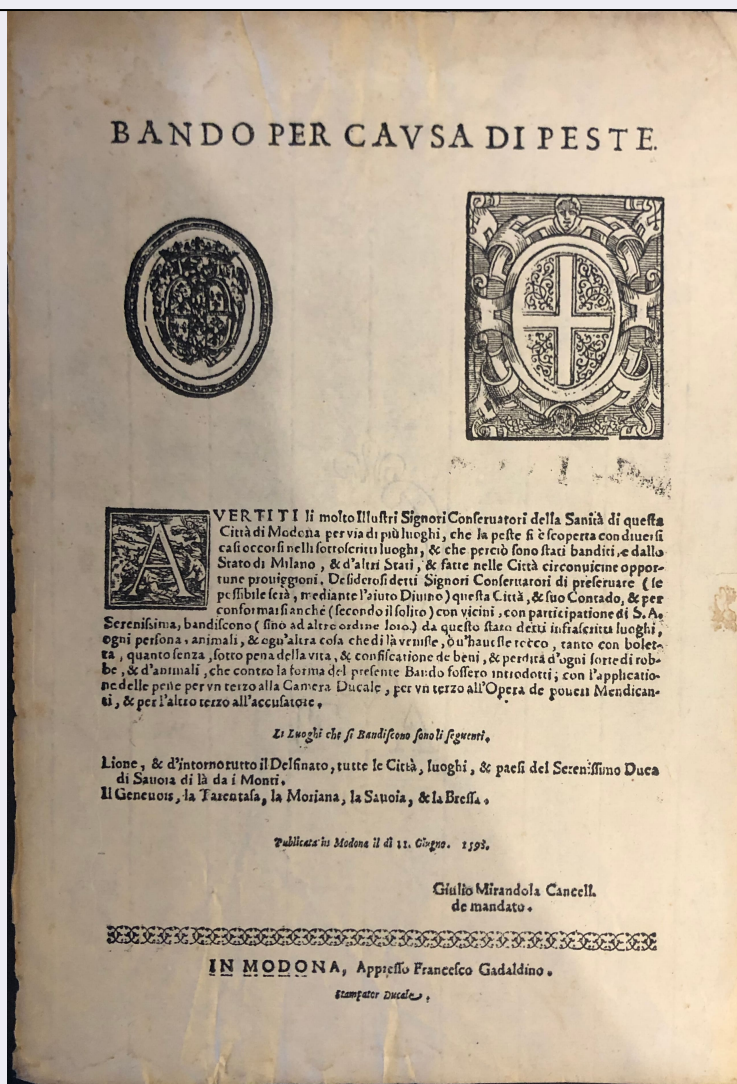 BANDO PER CAVSA DI PESTE.
AVERTITI li molto Illustri Signori Conseruatori della Sanità di questa
Città di Modona per via di più luoghi, che la peste si è scoperta con diuersi
casi occorsi nelli sottoscritti luoghi, & che perciò sono stati banditi, e dallo
Stato di Milano, & d'altri Stati, & fatte nelle Città circonuicine oppor-
tune prouiggioni. Desiderosi detti Signori Conseruatori di preseruare (se
possibile serà, mediante l'aiuto Diuino) questa Città, & suo Contado, & per
conformarsi anche (secondo il solito) con vicini, con participatione di S. A.
Serenissima, bandiscono (sino ad altro ordine loro) da questo stato detti infrascritti luoghi,
ogni persona, animali, & ogn'altra cosa che di là venisse, ò u'hauesse tocco, tanto con bolet-
ta, quanto senza, sotto pena della vita, & confiscatione de beni, & perdita d'ogni sorte di rob-
be, & d'animali, che contro la forma del presente Bando fossero introdotti; con l'applicatio-
ne delle pene per vn terzo alla Camera Ducale, per vn terzo all'Opera de poueri Mendican-
ti, & per l'altro terzo all'accusatore.
Li Luoghi che si Bandiscono sono li seguenti.
Lione, & d'intorno tutto il Delfinato, tutte le Città, luoghi, & paesi del Serenissimo Duca
di Sauoia di là da i Monti.
Il Geneuois, la Tarentasa, la Moriana, la Sauoia, & la Bressa.
Publicata in Modona il dì 11. Giugno. 1598.
Giulio Mirandola Cancell.
de mandato.
IN MODONA, Appresso Francesco Gadaldino.
Stampator Ducale.